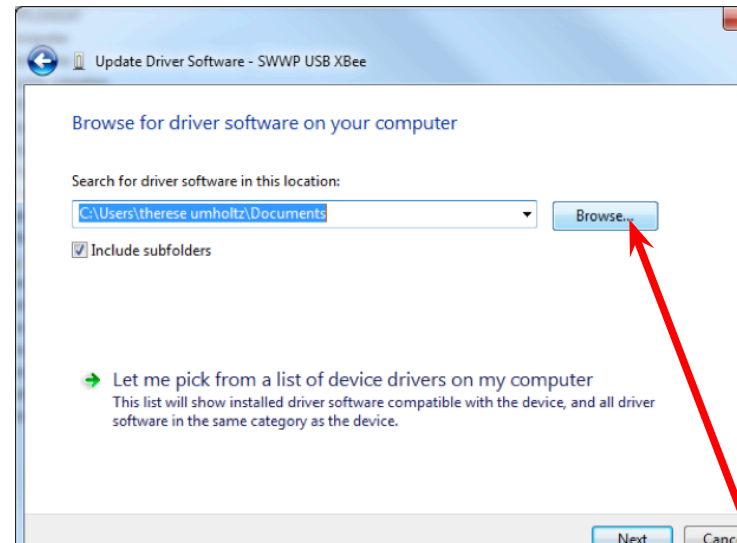 Update Driver Software - SWWP USB XBee
Browse for driver software on your computer
Search for driver software in this location:
C:\Users\therese umholtz\Documents
Browse...
Include subfolders
Let me pick from a list of device drivers on my computer
This list will show installed driver software compatible with the device, and all driver
software in the same category as the device.
Next
Canc